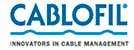 CABLOFIL®
INNOVATORS IN CABLE MANAGEMENT